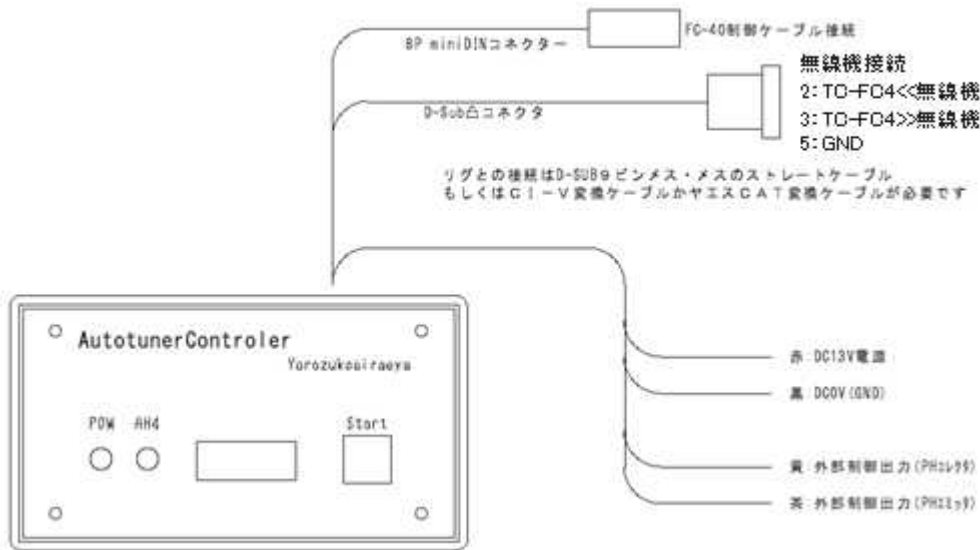 8P miniDINコネクター
FC-40制御ケーブル接続
D-Sub凸コネクタ
無線機接続
2:TC-FC4<<無線機
3:TC-FC4>>無線機
5:GND
リグとの接続はD-SUB9ピンメス・メスのストレートケーブル
もしくはCI-V変換ケーブルかヤエスCAT変換ケーブルが必要です
AutotunerControler
Yorozukosiraeya
POW AH4
Start
赤:DC13V電源
黒:DC0V(GND)
黄:外部制御出力(PHコレクタ)
茶:外部制御出力(PHエミッタ)